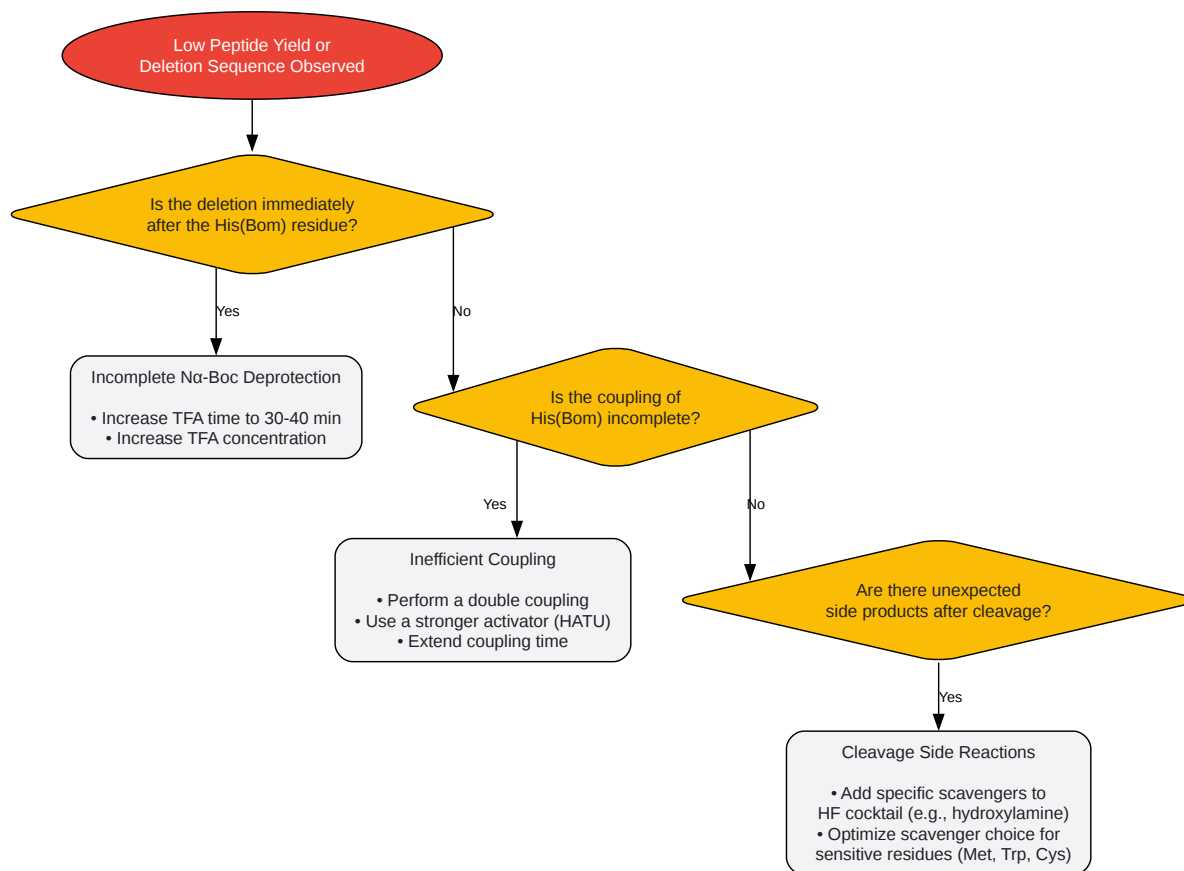 Low Peptide Yield or
Deletion Sequence Observed
Is the deletion immediately
after the His(Bom) residue?
Yes
No
Incomplete Nα-Boc Deprotection
• Increase TFA time to 30-40 min
• Increase TFA concentration
Is the coupling of
His(Bom) incomplete?
Yes
No
Inefficient Coupling
• Perform a double coupling
• Use a stronger activator (HATU)
• Extend coupling time
Are there unexpected
side products after cleavage?
Yes
Cleavage Side Reactions
• Add specific scavengers to
HF cocktail (e.g., hydroxylamine)
• Optimize scavenger choice for
sensitive residues (Met, Trp, Cys)